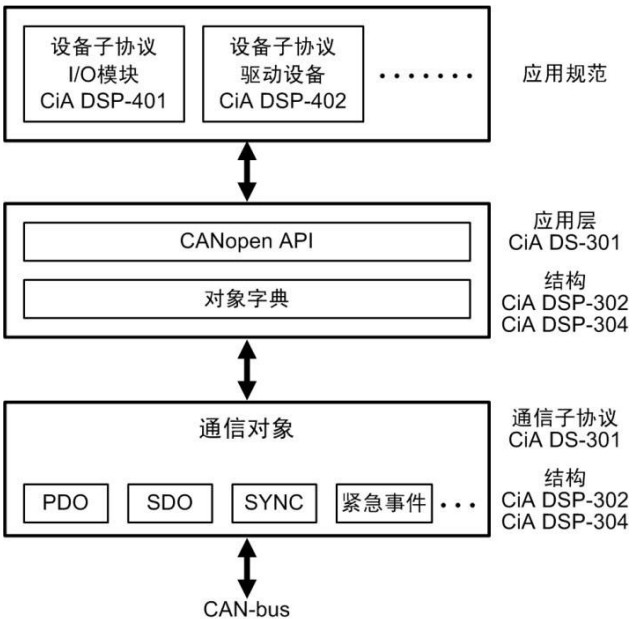 设备子协议
I/O模块
CiA DSP-401
设备子协议
驱动设备
CiA DSP-402
·······
应用规范
CANopen API
对象字典
应用层
CiA DS-301
结构
CiA DSP-302
CiA DSP-304
通信对象
PDO
SDO
SYNC
紧急事件
···
通信子协议
CiA DS-301
结构
CiA DSP-302
CiA DSP-304
CAN-bus